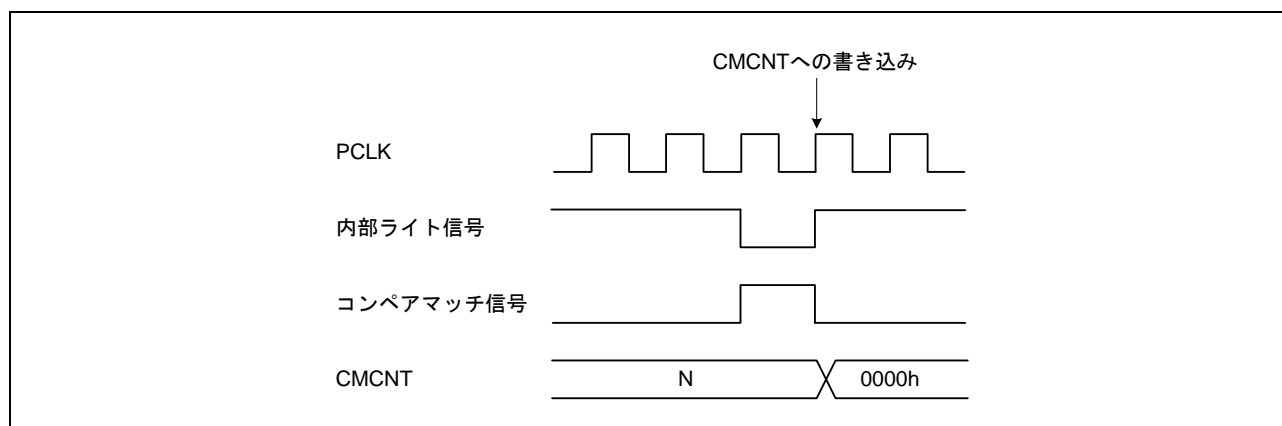 CMCNTへの書き込み
PCLK
内部ライト信号
コンペアマッチ信号
CMCNT
N
0000h